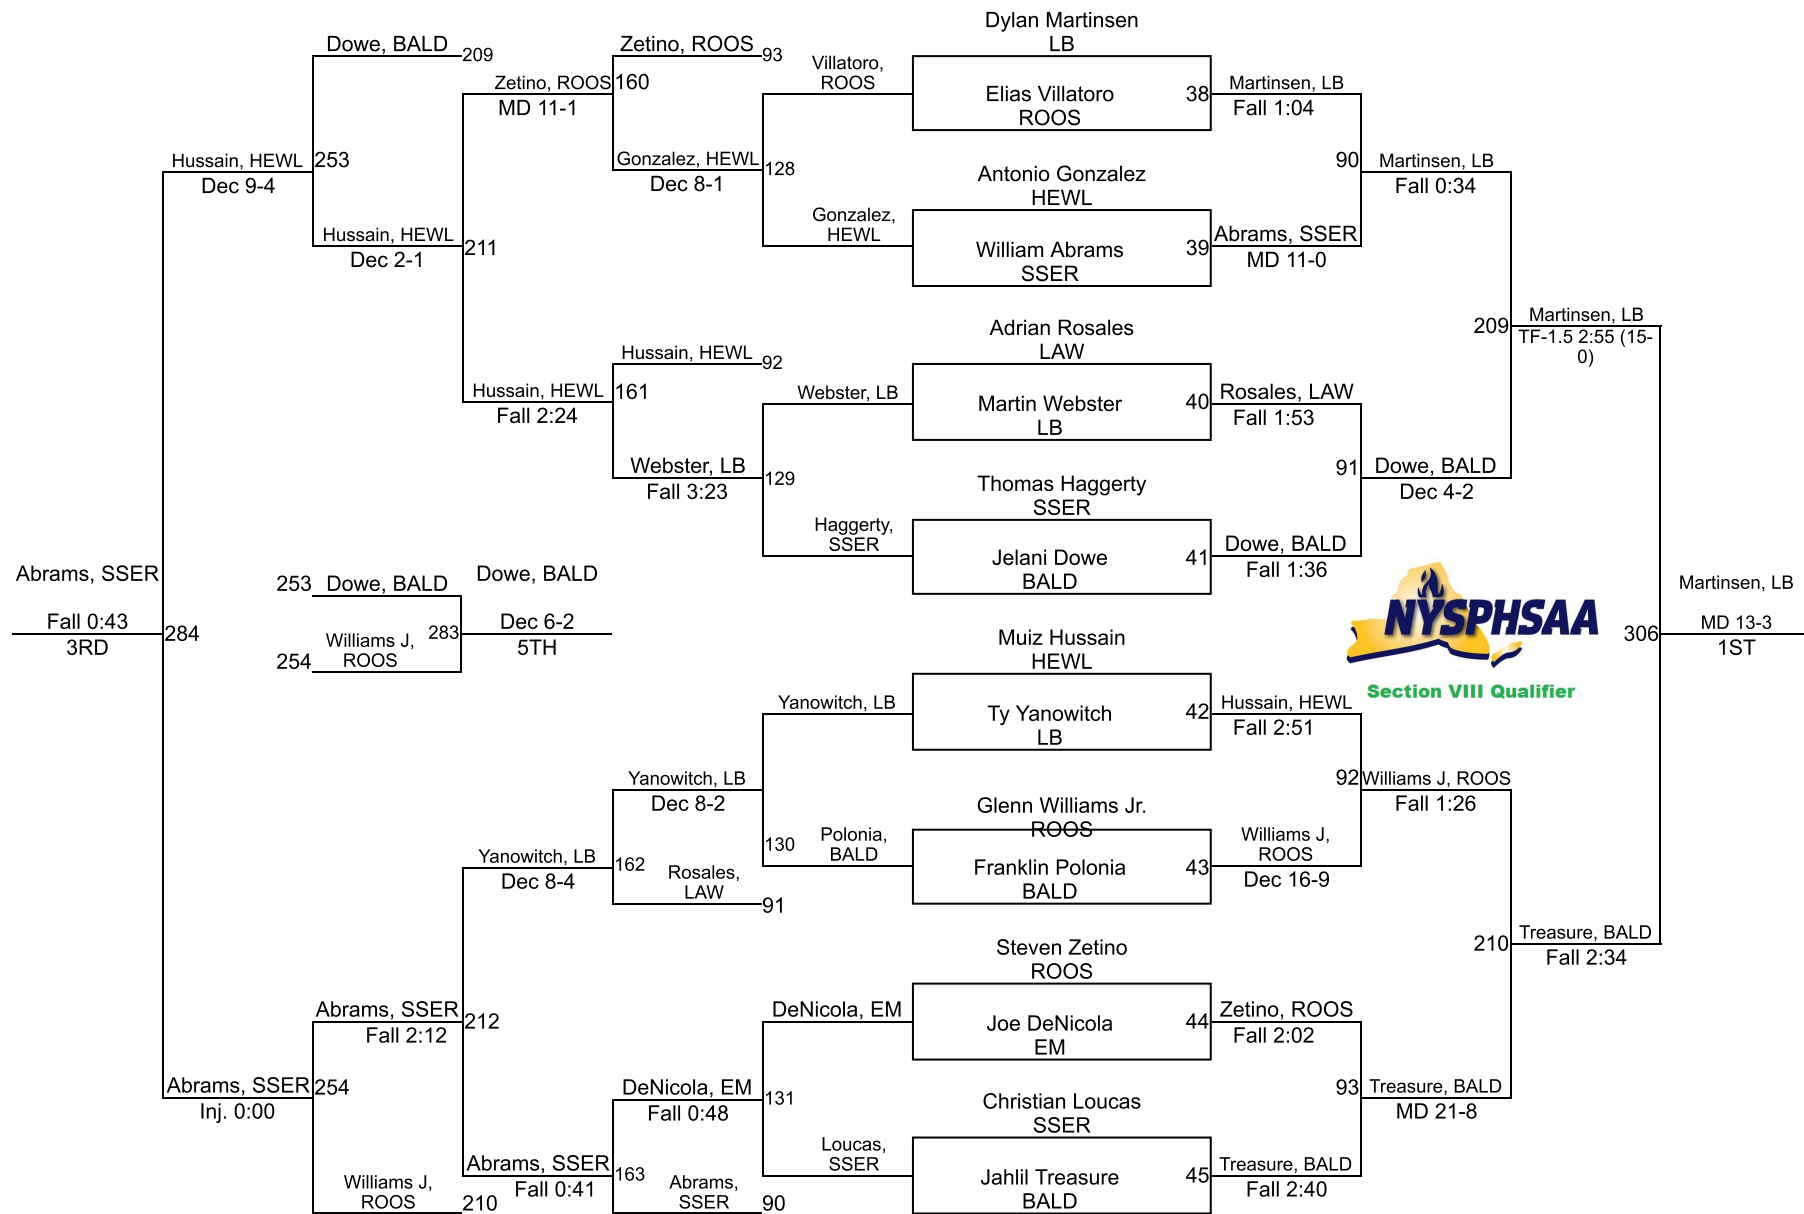 Dylan Martinsen
LB
Dowe, BALD
209
Zetino, ROOS
93
Villatoro,
ROOS
Zetino, ROOS
160
MD 11-1
Elias Villatoro
ROOS
38
Martinsen, LB
Fall 1:04
Hussain, HEWL
253
Dec 9-4
Gonzalez, HEWL
128
Dec 8-1
Antonio Gonzalez
HEWL
90
Martinsen, LB
Fall 0:34
Gonzalez,
HEWL
Hussain, HEWL
211
Dec 2-1
William Abrams
SSER
39
Abrams, SSER
MD 11-0
Adrian Rosales
LAW
209
Martinsen, LB
TF-1.5 2:55 (15-
0)
Hussain, HEWL
92
Hussain, HEWL
161
Fall 2:24
Webster, LB
Martin Webster
LB
40
Rosales, LAW
Fall 1:53
Webster, LB
129
Fall 3:23
Thomas Haggerty
SSER
91
Dowe, BALD
Dec 4-2
Haggerty,
SSER
Jelani Dowe
BALD
41
Dowe, BALD
Fall 1:36
Abrams, SSER
Fall 0:43
3RD
284
253
Dowe, BALD
Williams J,
ROOS
254
283
Dowe, BALD
Dec 6-2
5TH
NYSPHSAA
Section VIII Qualifier
Martinsen, LB
306
MD 13-3
1ST
Muiz Hussain
HEWL
Yanowitch, LB
Ty Yanowitch
LB
42
Hussain, HEWL
Fall 2:51
Yanowitch, LB
Dec 8-2
92
Williams J, ROOS
Fall 1:26
Glenn Williams Jr.
ROOS
130
Polonia,
BALD
Franklin Polonia
BALD
43
Williams J,
ROOS
Dec 16-9
Yanowitch, LB
162
Dec 8-4
Rosales,
LAW
91
Steven Zetino
ROOS
210
Treasure, BALD
Fall 2:34
Abrams, SSER
212
Fall 2:12
DeNicola, EM
Joe DeNicola
EM
44
Zetino, ROOS
Fall 2:02
Abrams, SSER
254
Inj. 0:00
DeNicola, EM
131
Fall 0:48
Christian Loucas
SSER
93
Treasure, BALD
MD 21-8
Loucas,
SSER
Abrams, SSER
163
Fall 0:41
Jahlil Treasure
BALD
45
Treasure, BALD
Fall 2:40
Williams J,
ROOS
210
Abrams,
SSER
90